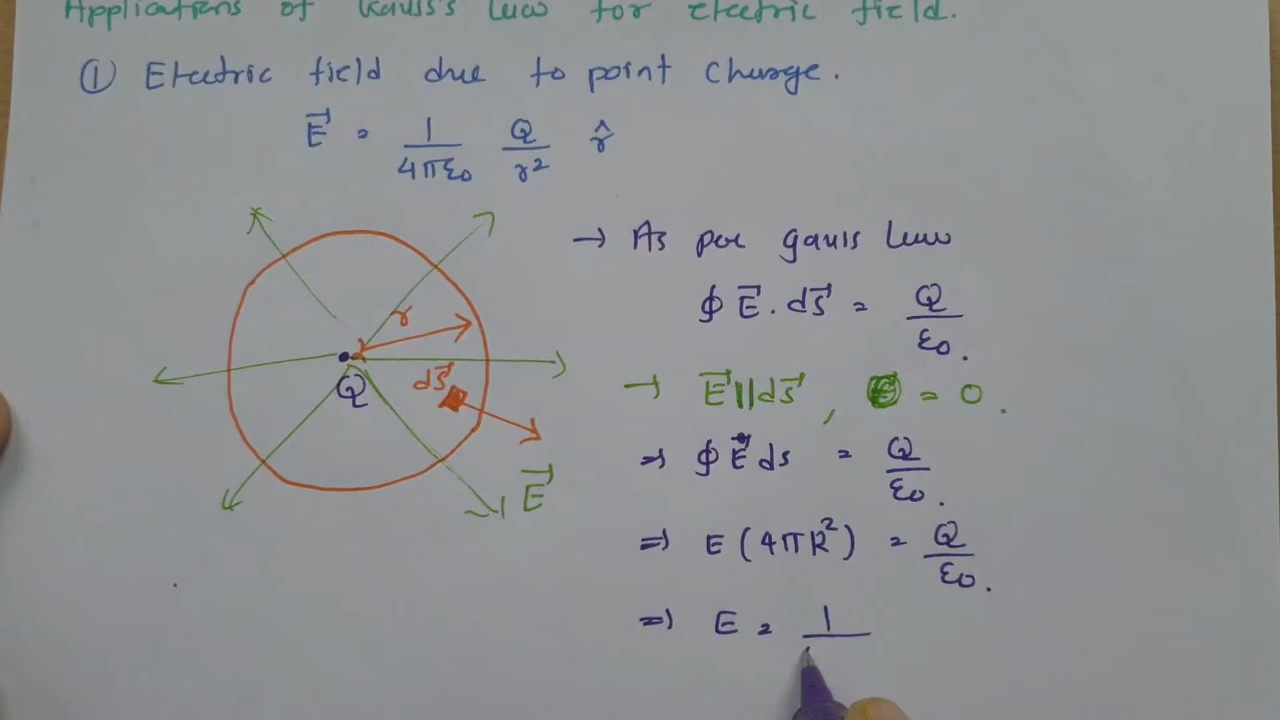 Applications of Gauss's Law for electric field.
① Electric field due to point charge.
E⃗ = 1/4πε₀ Q/r² r̂
→ As per gauss law
∮ E⃗ . dS⃗ = Q/ε₀.
→ E⃗ || dS⃗ , = 0 .
⇒ ∮ E ds = Q/ε₀.
⇒ E (4πR²) = Q/ε₀.
⇒ E = 1
r
dS⃗
Q
E⃗